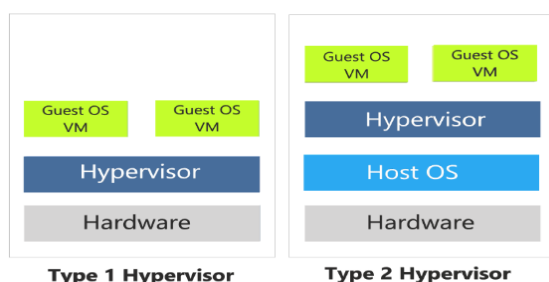 Guest OS
VM
Guest OS
VM
Hypervisor
Hardware
Type 1 Hypervisor
Guest OS
VM
Guest OS
VM
Hypervisor
Host OS
Hardware
Type 2 Hypervisor